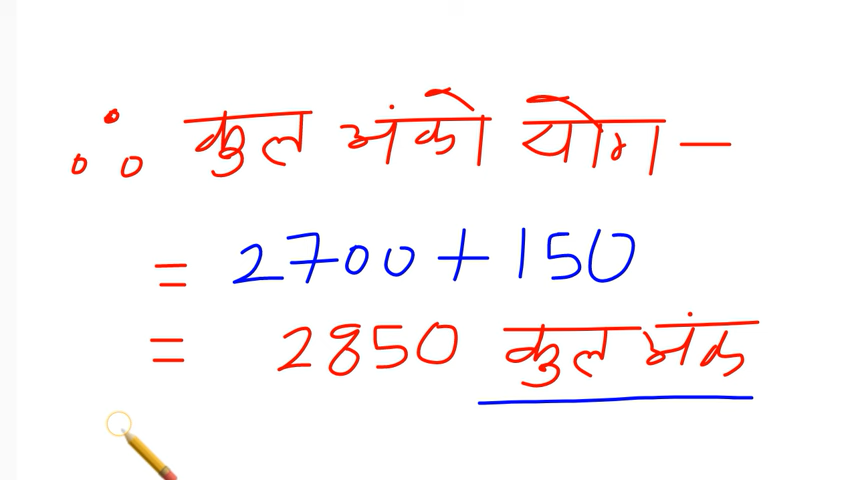 ∴ कुल अंको योग —
= 2700 + 150
= 2850 कुल अंक